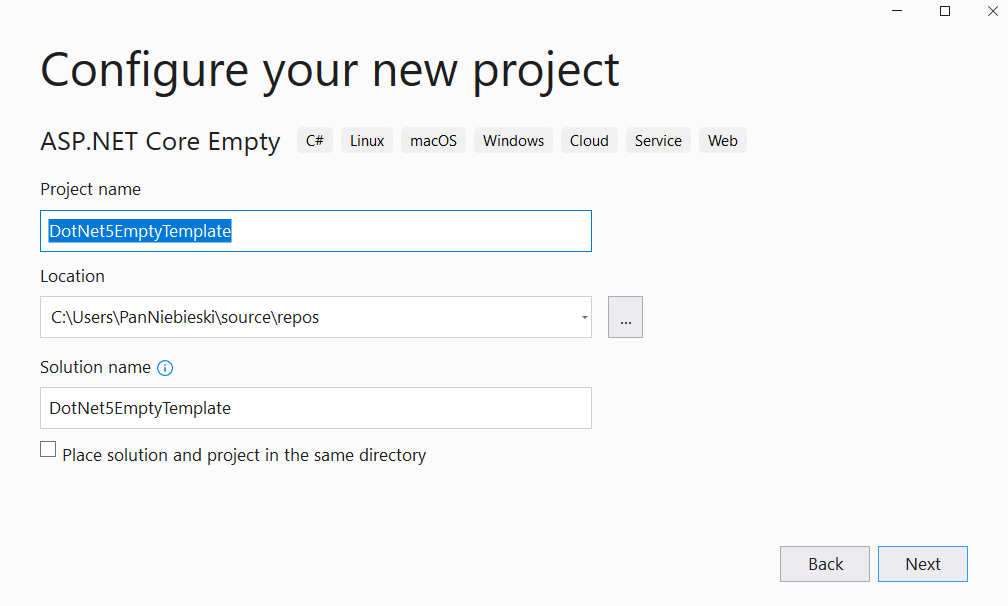 Configure your new project
ASP.NET Core Empty C# Linux macOS Windows Cloud Service Web
Project name
DotNet5EmptyTemplate
Location
C:\Users\PanNiebieski\source\repos
...
Solution name
DotNet5EmptyTemplate
Place solution and project in the same directory
Back Next